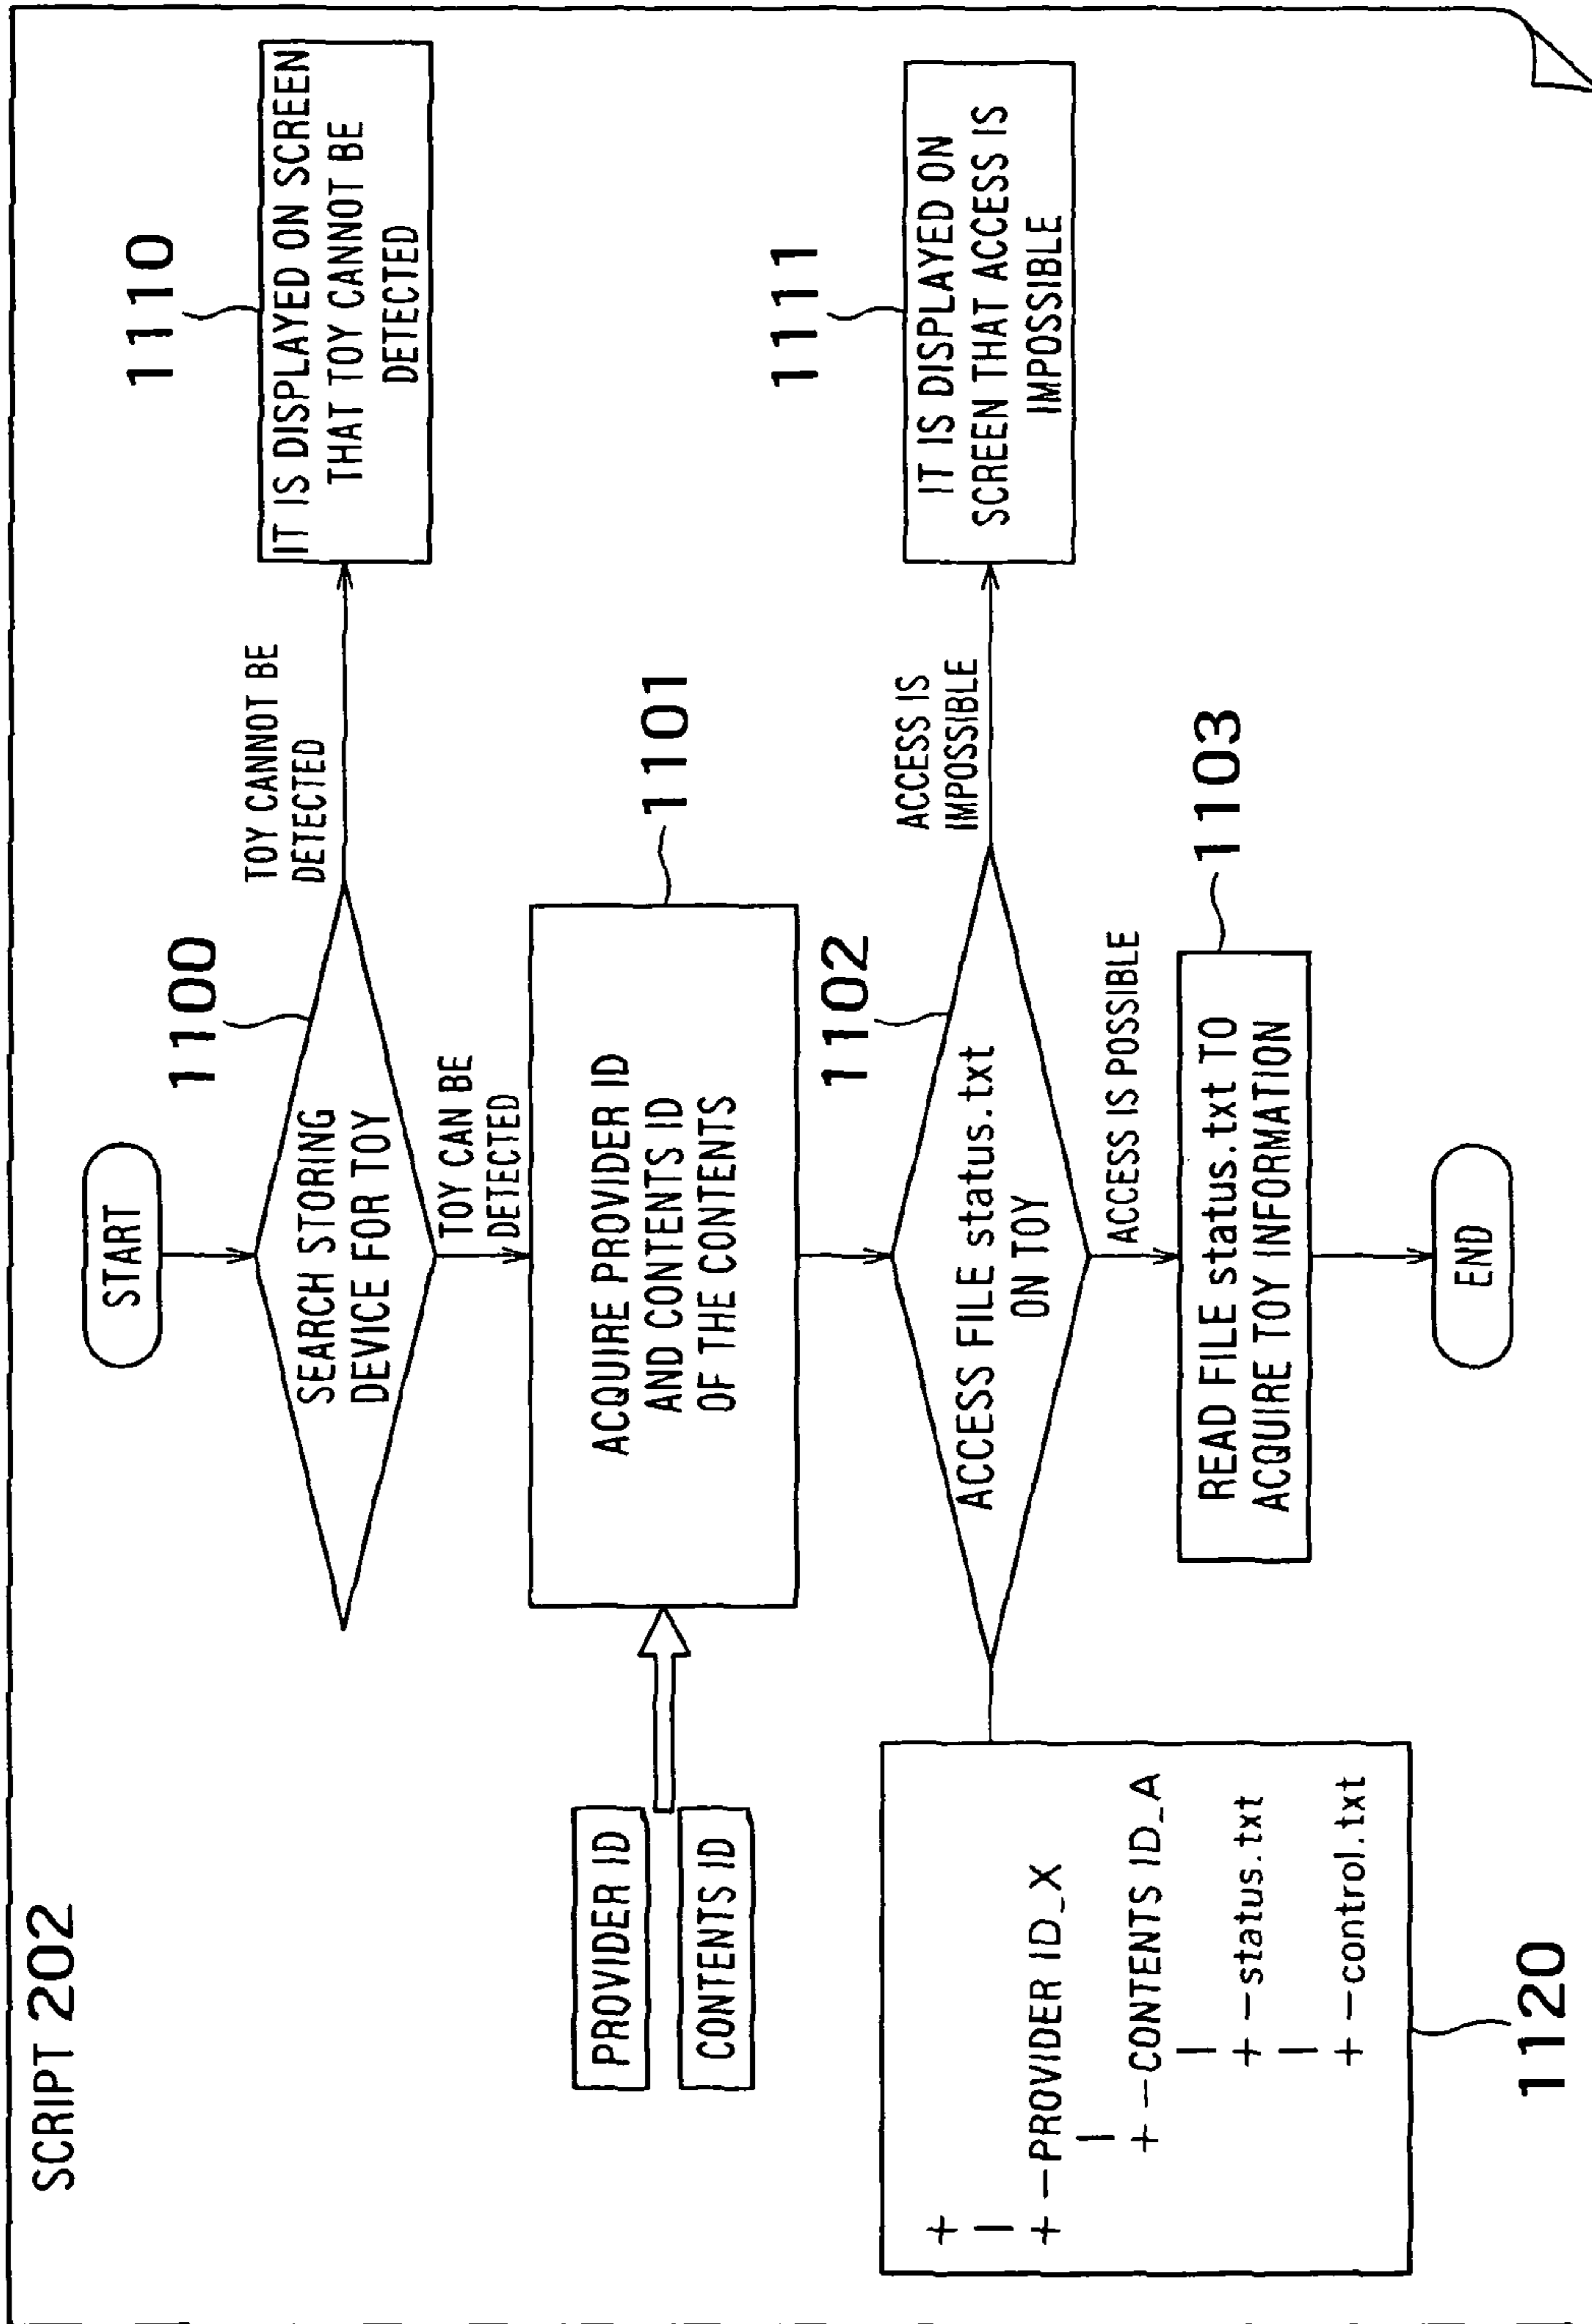 SCRIPT 202
START
1100
SEARCH STORING
DEVICE FOR TOY
TOY CANNOT BE
DETECTED
1110
IT IS DISPLAYED ON SCREEN
THAT TOY CANNOT BE
DETECTED
TOY CAN BE
DETECTED
PROVIDER ID
CONTENTS ID
1101
ACQUIRE PROVIDER ID
AND CONTENTS ID
OF THE CONTENTS
1102
ACCESS FILE status.txt
ON TOY
ACCESS IS
IMPOSSIBLE
1111
IT IS DISPLAYED ON
SCREEN THAT ACCESS IS
IMPOSSIBLE
+
|
+--PROVIDER ID_X
|
+--CONTENTS ID_A
|
+--status.txt
|
+--control.txt
1120
ACCESS IS POSSIBLE
1103
READ FILE status.txt TO
ACQUIRE TOY INFORMATION
END